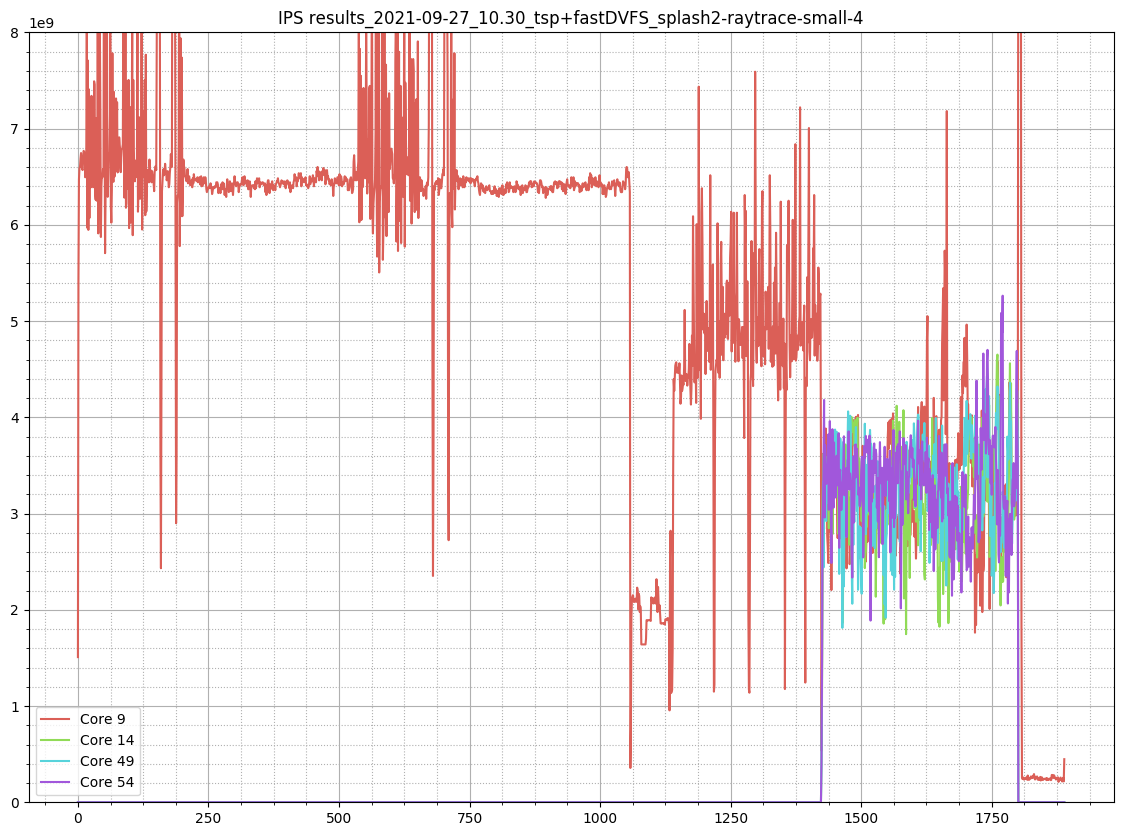 IPS results_2021-09-27_10.30_tsp+fastDVFS_splash2-raytrace-small-4
1e9
8
7
6
5
4
3
2
1
0
Core 9
Core 14
Core 49
Core 54
0 250 500 750 1000 1250 1500 1750